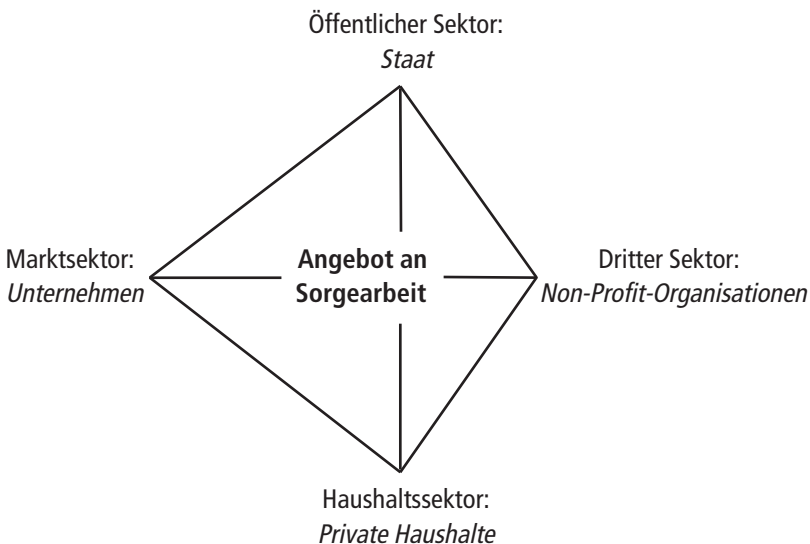 Öffentlicher Sektor:
Staat
Marktsektor:
Unternehmen
Angebot an
Sorgearbeit
Dritter Sektor:
Non-Profit-Organisationen
Haushaltssektor:
Private Haushalte